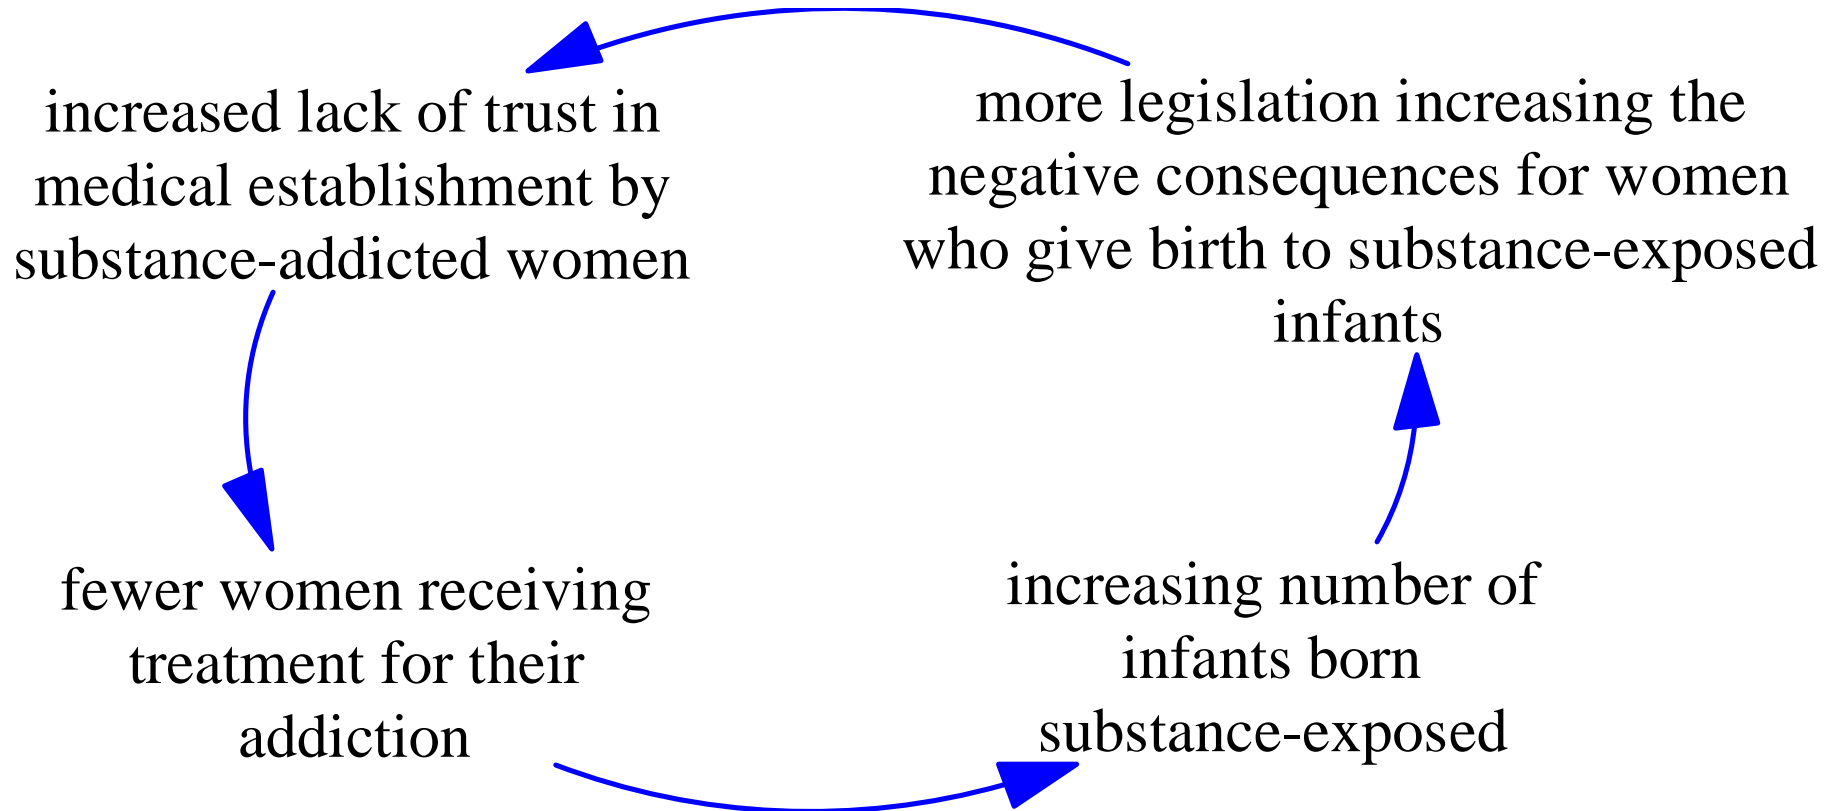 increased lack of trust in
medical establishment by
substance-addicted women
more legislation increasing the
negative consequences for women
who give birth to substance-exposed
infants
fewer women receiving
treatment for their
addiction
increasing number of
infants born
substance-exposed